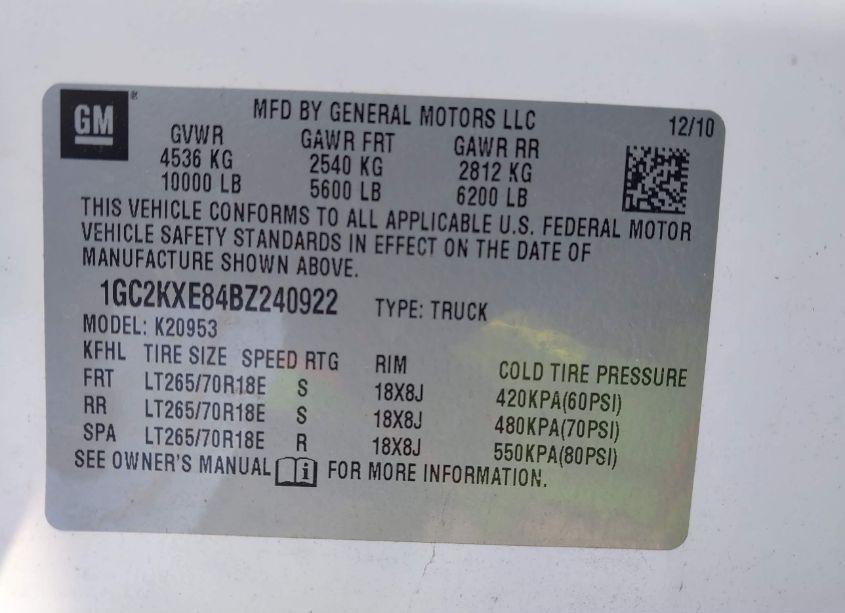 GM
MFD BY GENERAL MOTORS LLC 12/10
GVWR GAWR FRT GAWR RR
4536 KG 2540 KG 2812 KG
10000 LB 5600 LB 6200 LB
THIS VEHICLE CONFORMS TO ALL APPLICABLE U.S. FEDERAL MOTOR
VEHICLE SAFETY STANDARDS IN EFFECT ON THE DATE OF
MANUFACTURE SHOWN ABOVE.
1GC2KXE84BZ240922 TYPE: TRUCK
MODEL: K20953
KFHL TIRE SIZE SPEED RTG RIM COLD TIRE PRESSURE
FRT LT265/70R18E S 18X8J 420KPA(60PSI)
RR LT265/70R18E S 18X8J 480KPA(70PSI)
SPA LT265/70R18E R 18X8J 550KPA(80PSI)
SEE OWNER'S MANUAL i FOR MORE INFORMATION.